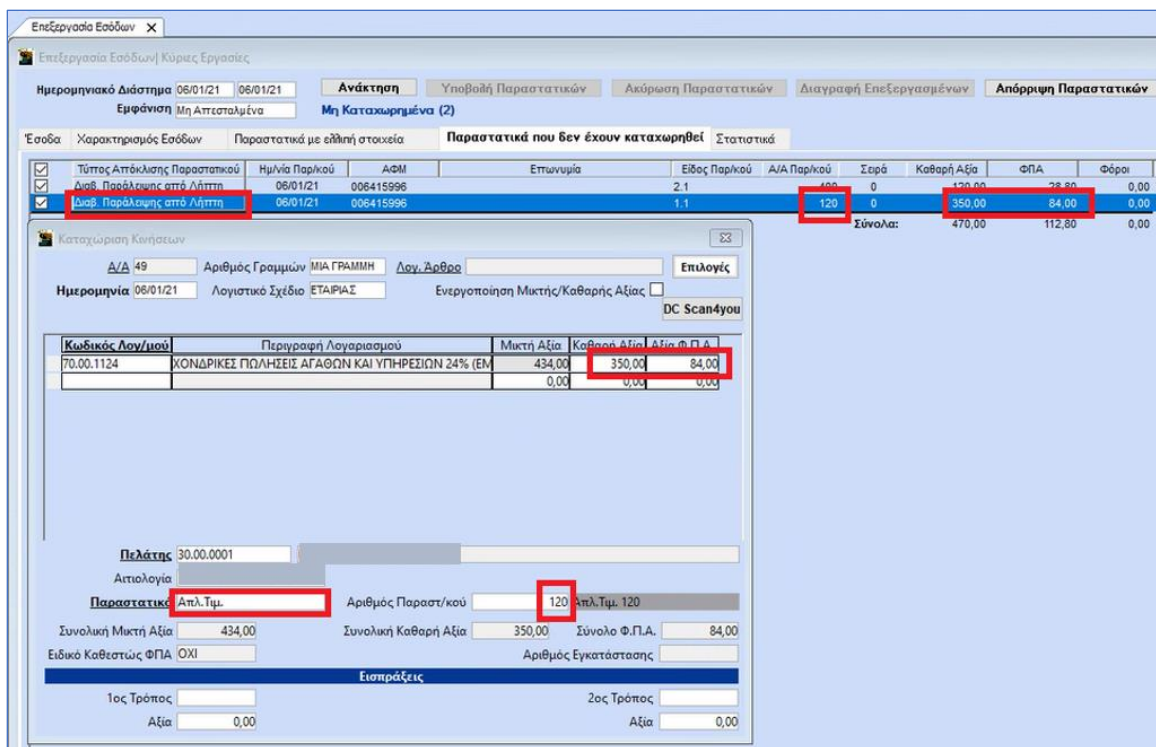 Επεξεργασία Εσόδων X
Επεξεργασία Εσόδων| Κύριες Εργασίες
Ημερομηνιακό Διάστημα 06/01/21 06/01/21 Ανάκτηση Υποβολή Παραστατικών Ακύρωση Παραστατικών Διαγραφή Επεξεργασμένων Απόρριψη Παραστατικών
Εμφάνιση Μη Απεσταλμένα Μη Καταχωρημένα (2)
Έσοδα Χαρακτηρισμός Εσόδων Παραστατικά με ελλιπή στοιχεία Παραστατικά που δεν έχουν καταχωρηθεί Στατιστικά
Τύπος Απόκλισης Παραστατικού Ημ/νία Παρ/κού ΑΦΜ Επωνυμία Είδος Παρ/κού Α/Α Παρ/κού Σειρά Καθαρή Αξία ΦΠΑ Φόροι
Διαβ. Παράλειψης από Λήπτη 06/01/21 006415996 2.1 0 120,00 28,80 0,00
Διαβ. Παράλειψης από Λήπτη 06/01/21 006415996 1.1 120 0 350,00 84,00 0,00
Σύνολα: 470,00 112,80 0,00
Καταχώριση Κινήσεων
Α/Α 49 Αριθμός Γραμμών ΜΙΑ ΓΡΑΜΜΗ Λογ. Άρθρο Επιλογές
Ημερομηνία 06/01/21 Λογιστικό Σχέδιο ΕΤΑΙΡΙΑΣ Ενεργοποίηση Μικτής/Καθαρής Αξίας
DC Scan4you
Κωδικός Λογ/μού Περιγραφή Λογαριασμού Μικτή Αξία Καθαρή Αξία Αξία Φ.Π.Α.
70.00.1124 ΧΟΝΔΡΙΚΕΣ ΠΩΛΗΣΕΙΣ ΑΓΑΘΩΝ ΚΑΙ ΥΠΗΡΕΣΙΩΝ 24% (ΕΜ 434,00 350,00 84,00
0,00 0,00 0,00
Πελάτης 30.00.0001
Αιτιολογία
Παραστατικό Απλ.Τιμ. Αριθμός Παραστ/κού 120 Απλ.Τιμ. 120
Συνολική Μικτή Αξία 434,00 Συνολική Καθαρή Αξία 350,00 Σύνολο Φ.Π.Α. 84,00
Ειδικό Καθεστώς ΦΠΑ ΟΧΙ Αριθμός Εγκατάστασης
Εισπράξεις
1ος Τρόπος 2ος Τρόπος
Αξία 0,00 Αξία 0,00